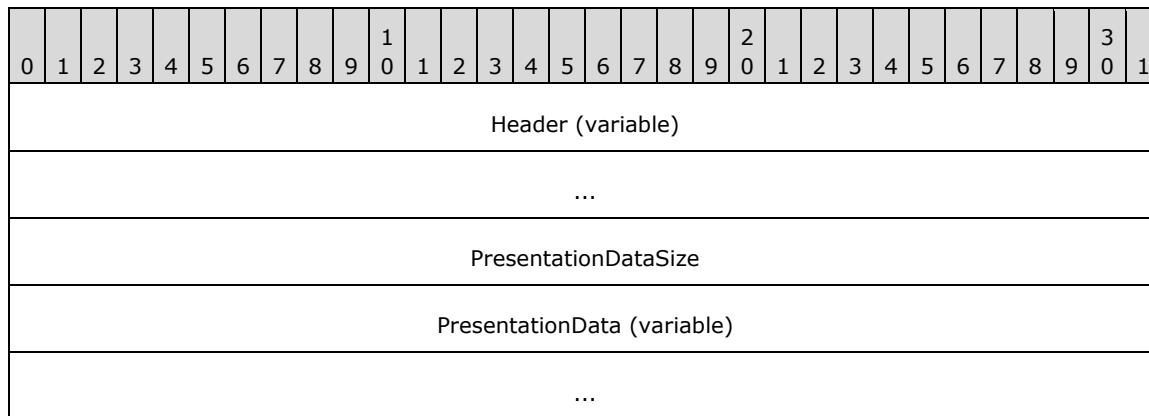 1 2 3
0 1 2 3 4 5 6 7 8 9 0 1 2 3 4 5 6 7 8 9 0 1 2 3 4 5 6 7 8 9 0 1
Header (variable)
...
PresentationDataSize
PresentationData (variable)
...